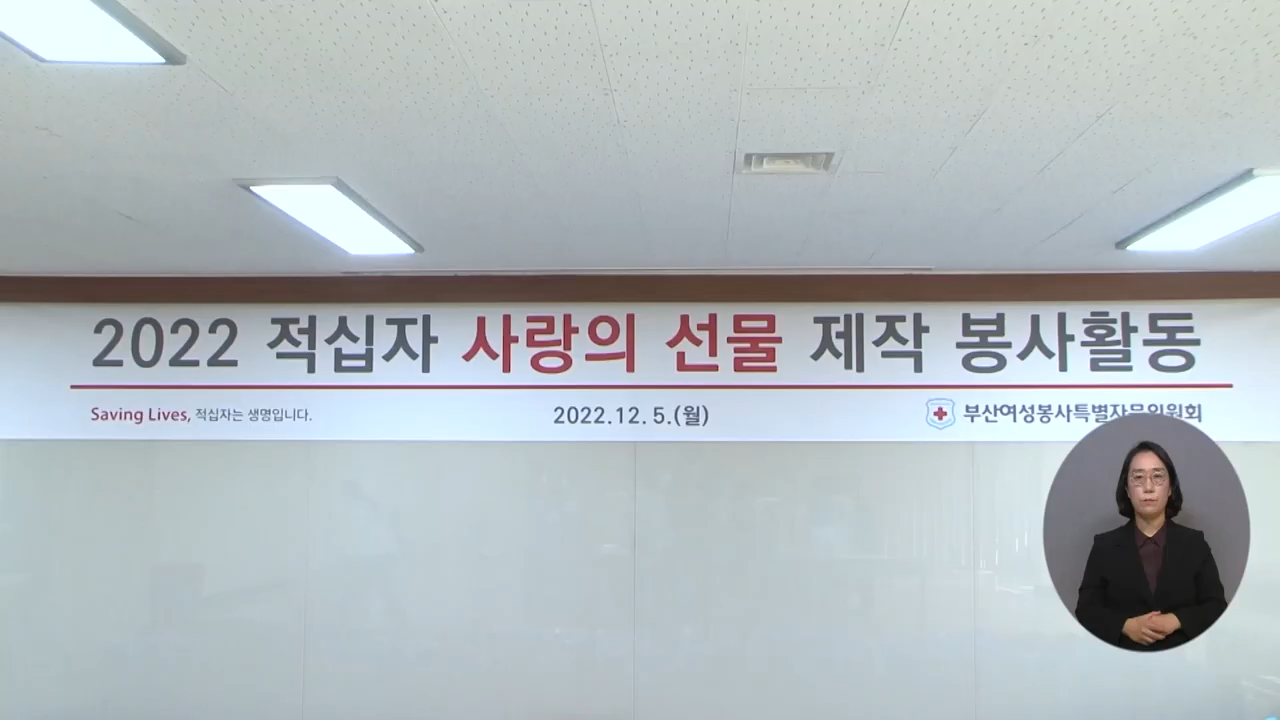 2022 적십자 사랑의 선물 제작 봉사활동
Saving Lives, 적십자는 생명입니다.
2022.12. 5.(월)
부산여성봉사특별자문위원회